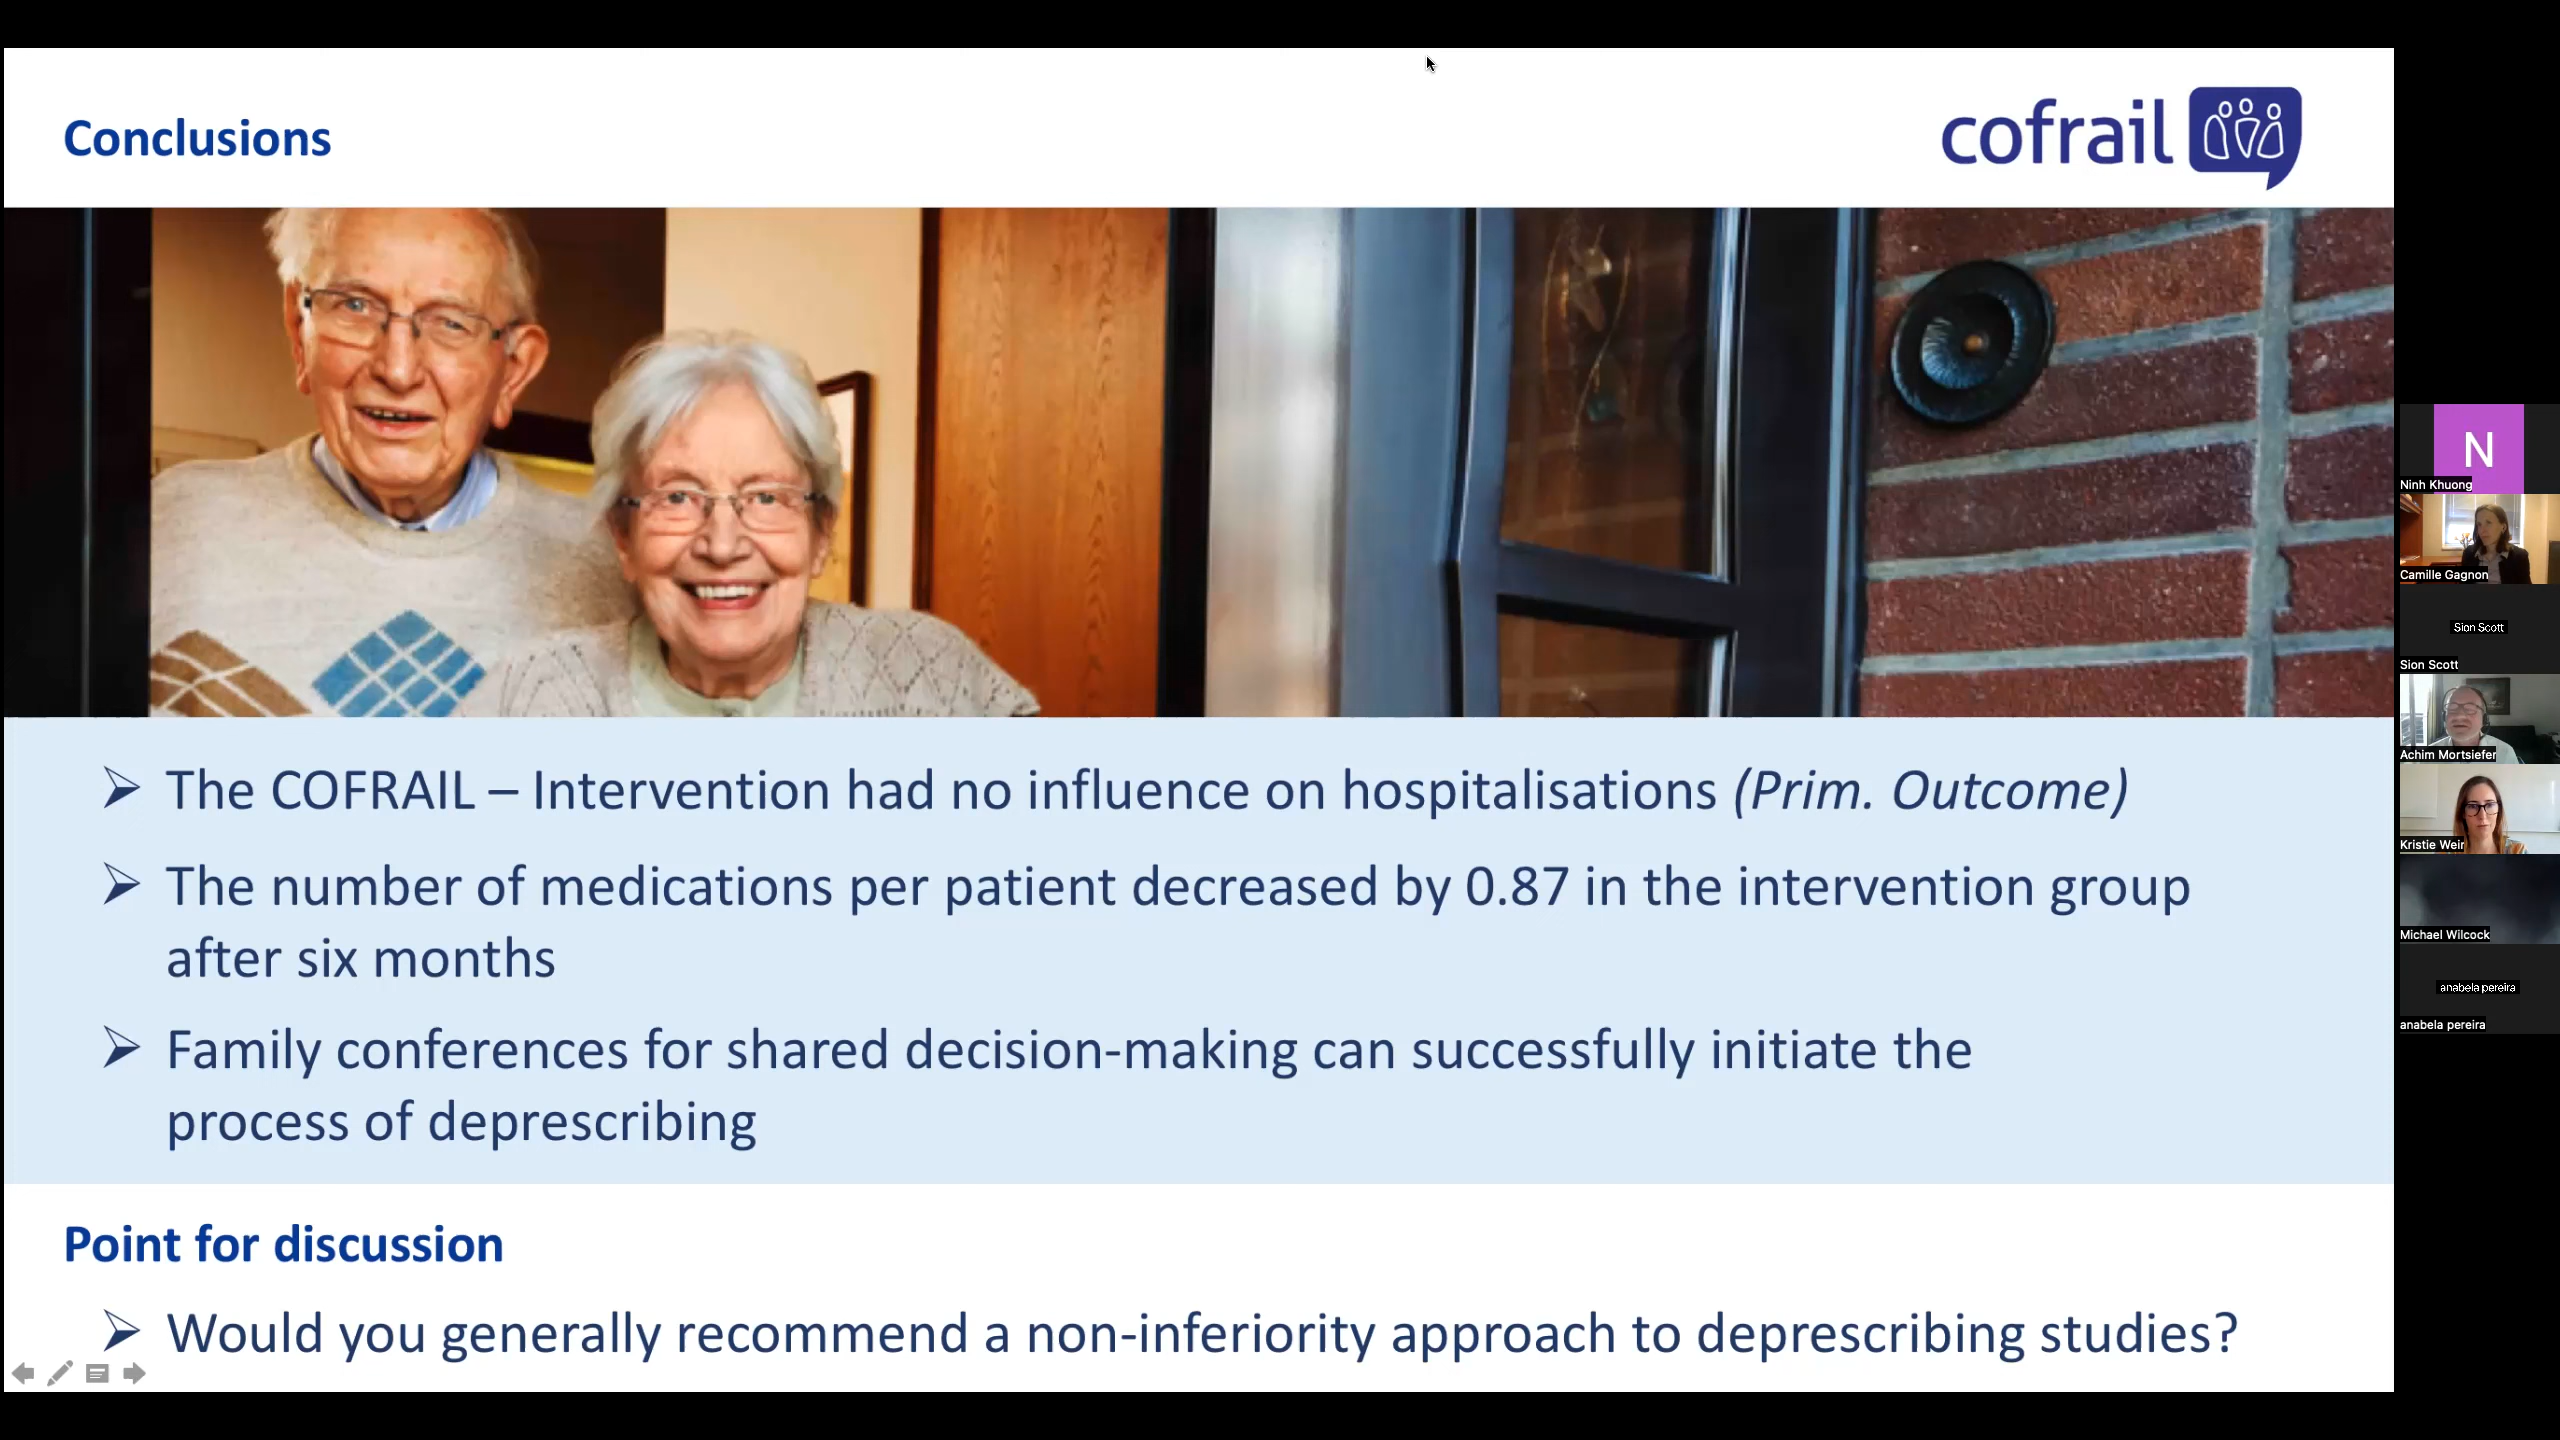 Conclusions
cofrail
The COFRAIL – Intervention had no influence on hospitalisations (Prim. Outcome)
The number of medications per patient decreased by 0.87 in the intervention group
after six months
Family conferences for shared decision-making can successfully initiate the
process of deprescribing
Point for discussion
Would you generally recommend a non-inferiority approach to deprescribing studies?
N
Ninh Khuong
Camille Gagnon
Sion Scott
Sion Scott
Achim Mortsiefer
Kristie Weir
Michael Wilcock
anabela pereira
anabela pereira